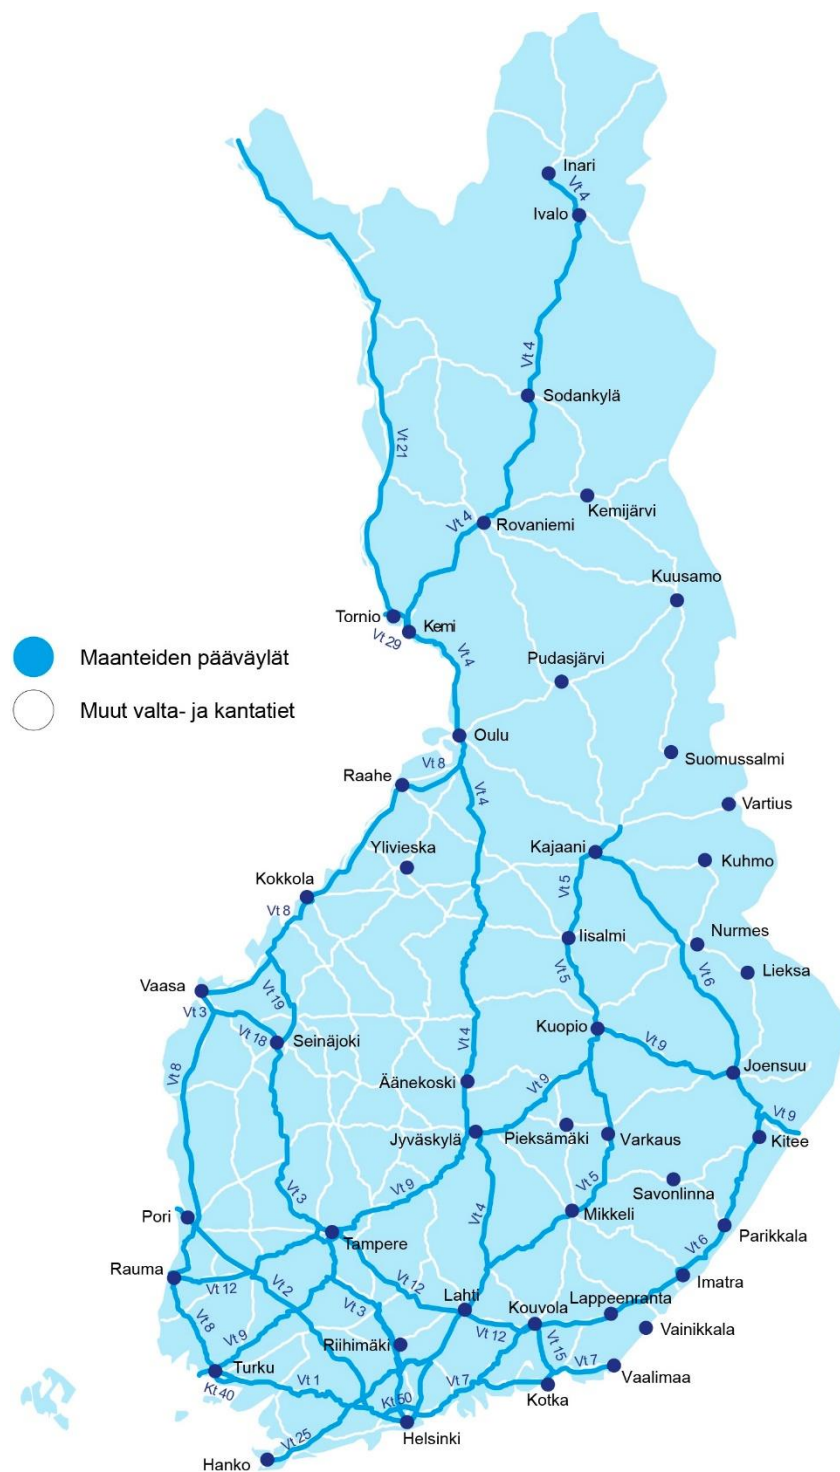 Inari
Vt 4
Ivalo
Vt 4
Sodankylä
Vt 21
Kemijärvi
Vt 4
Rovaniemi
Kuusamo
Tornio
Kemi
Vt 29
Maanteiden pääväylät
Vt 4
Pudasjärvi
Muut valta- ja kantatiet
Oulu
Suomussalmi
Vt 8
Raahe
Vt 4
Vartius
Ylivieska
Kajaani
Kuhmo
Kokkola
Vt 5
Vt 8
Iisalmi
Nurmes
Vt 5
Vt 6
Lieksa
Vaasa
Vt 19
Vt 3
Vt 18
Seinäjoki
Kuopio
Vt 4
Vt 9
Vt 8
Äänekoski
Vt 9
Joensuu
Vt 9
Jyväskylä
Pieksämäki
Varkaus
Kitee
Vt 9
Vt 5
Savonlinna
Vt 3
Pori
Mikkeli
Vt 4
Parikkala
Tampere
Vt 6
Rauma
Vt 12
Vt 2
Vt 12
Imatra
Lahti
Lappeenranta
Kouvola
Vt 3
Vt 8
Vt 9
Vt 12
Vainikkala
Riihimäki
Vt 15
Turku
Vt 7
Vaalimaa
Kt 40
Vt 1
Kt 50
Vt 7
Kotka
Helsinki
Vt 25
Hanko